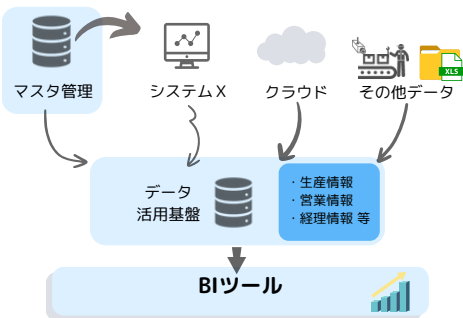 マスタ管理
システムX
クラウド
その他データ
XLS
データ
活用基盤
・生産情報
・営業情報
・経理情報 等
BIツール